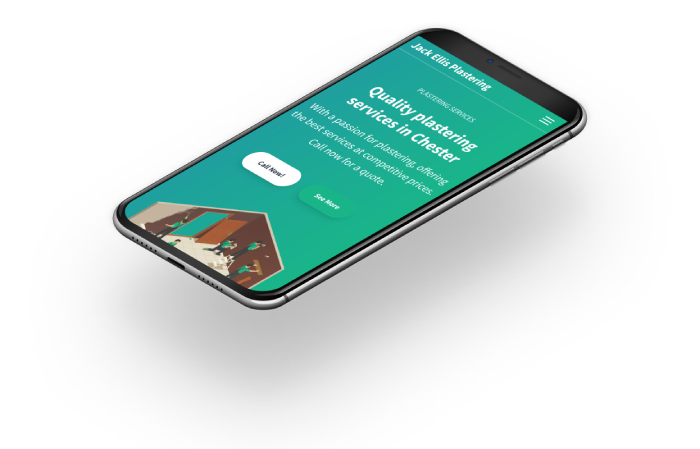 Jack Ellis Plastering
PLASTERING SERVICES
Quality plastering
services in Chester
With a passion for plastering, offering
the best services at competitive prices.
Call now for a quote.
Call Now!
See More